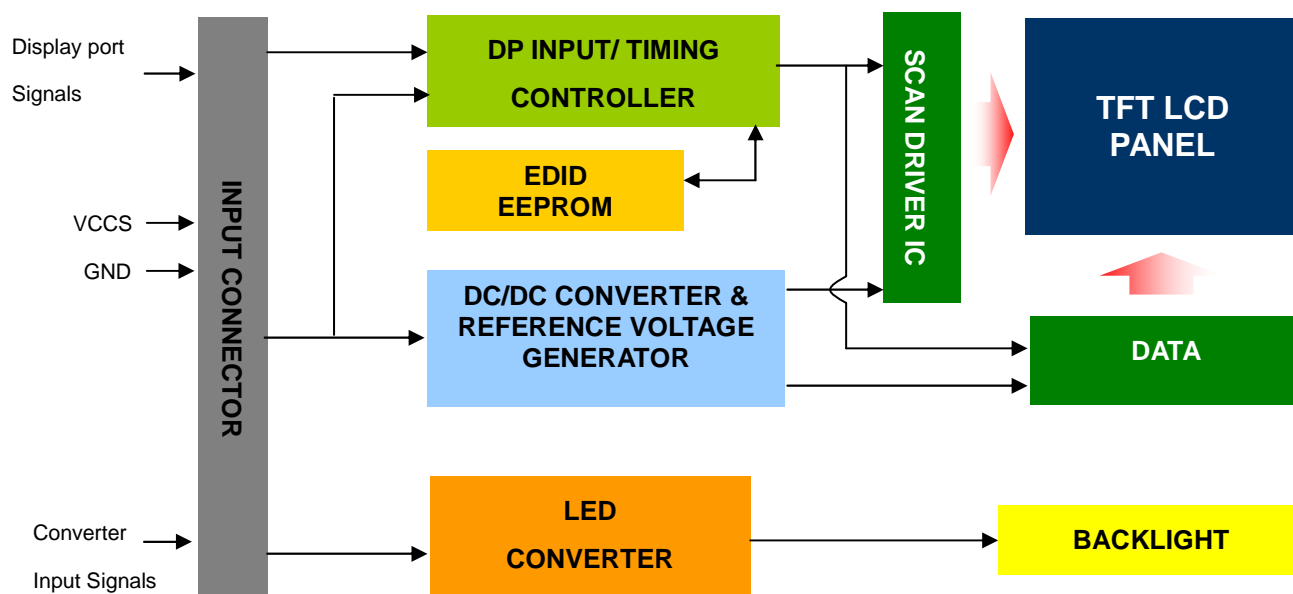 Display port
Signals
VCCS
GND
Converter
Input Signals
INPUT CONNECTOR
DP INPUT/ TIMING
CONTROLLER
EDID
EEPROM
DC/DC CONVERTER &
REFERENCE VOLTAGE
GENERATOR
LED
CONVERTER
SCAN DRIVER IC
TFT LCD
PANEL
DATA
BACKLIGHT